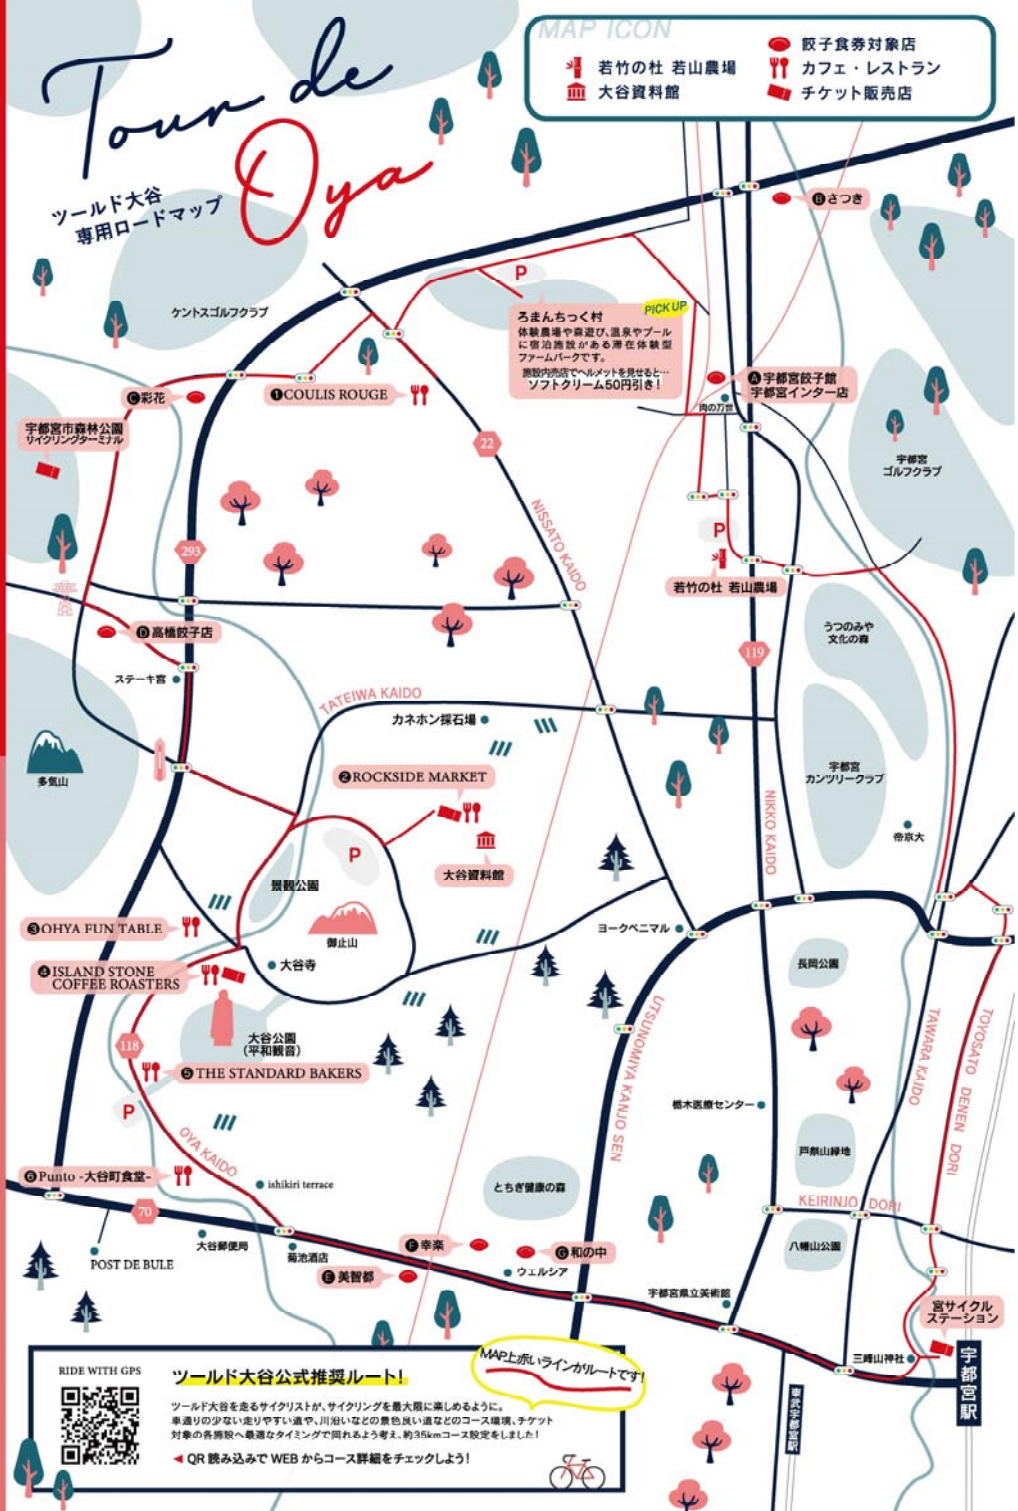 Tour de
Oya
ツールド大谷
専用ロードマップ
MAP ICON
若竹の杜 若山農場
大谷資料館
餃子食券対象店
カフェ・レストラン
チケット販売店
Bさつき
ケントスゴルフクラブ
P
PICK UP
ろまんちっく村
体験農場や森遊び、温泉やプール
に宿泊施設がある滞在体験型
ファームパークです。
施設内売店でヘルメットを見せると…
ソフトクリーム50円引き!
A宇都宮餃子館
宇都宮インター店
肉の万世
C彩花
❶COULIS ROUGE
宇都宮市森林公園
サイクリングターミナル
22
宇都宮
ゴルフクラブ
NISSATO KAIDO
293
P
若竹の杜 若山農場
D高橋餃子店
うつのみや
文化の森
119
ステーキ宮
TATEIWA KAIDO
カネホン採石場
多気山
❷ROCKSIDE MARKET
宇都宮
カンツリークラブ
NIKKO KAIDO
帝京大
P
大谷資料館
景観公園
❸OHYA FUN TABLE
御止山
ヨークベニマル
❹ISLAND STONE
COFFEE ROASTERS
大谷寺
長岡公園
大谷公園
(平和観音)
118
UTSUNOMIYA KANJO SEN
TAWARA KAIDO
TOYOSATO DENEN DORI
❺THE STANDARD BAKERS
P
栃木医療センター
OYA KAIDO
戸祭山緑地
❻Punto -大谷町食堂-
ishikiri terrace
とちぎ健康の森
KEIRINJO DORI
70
大谷郵便局
菊池酒店
F幸楽
G和の中
八幡山公園
POST DE BULE
E美智都
ウェルシア
宇都宮県立美術館
宮サイクル
ステーション
三峰山神社
宇都宮駅
東武宇都宮駅
RIDE WITH GPS
ツールド大谷公式推奨ルート!
MAP上赤いラインがルートです!
ツールド大谷を走るサイクリストが、サイクリングを最大限に楽しめるように。
車通りの少ない走りやすい道や、川沿いなどの景色良い道などのコース環境、チケット
対象の各施設へ最適なタイミングで回れるよう考え、約35kmコース設定をしました!
◀ QR 読み込みで WEB からコース詳細をチェックしよう!